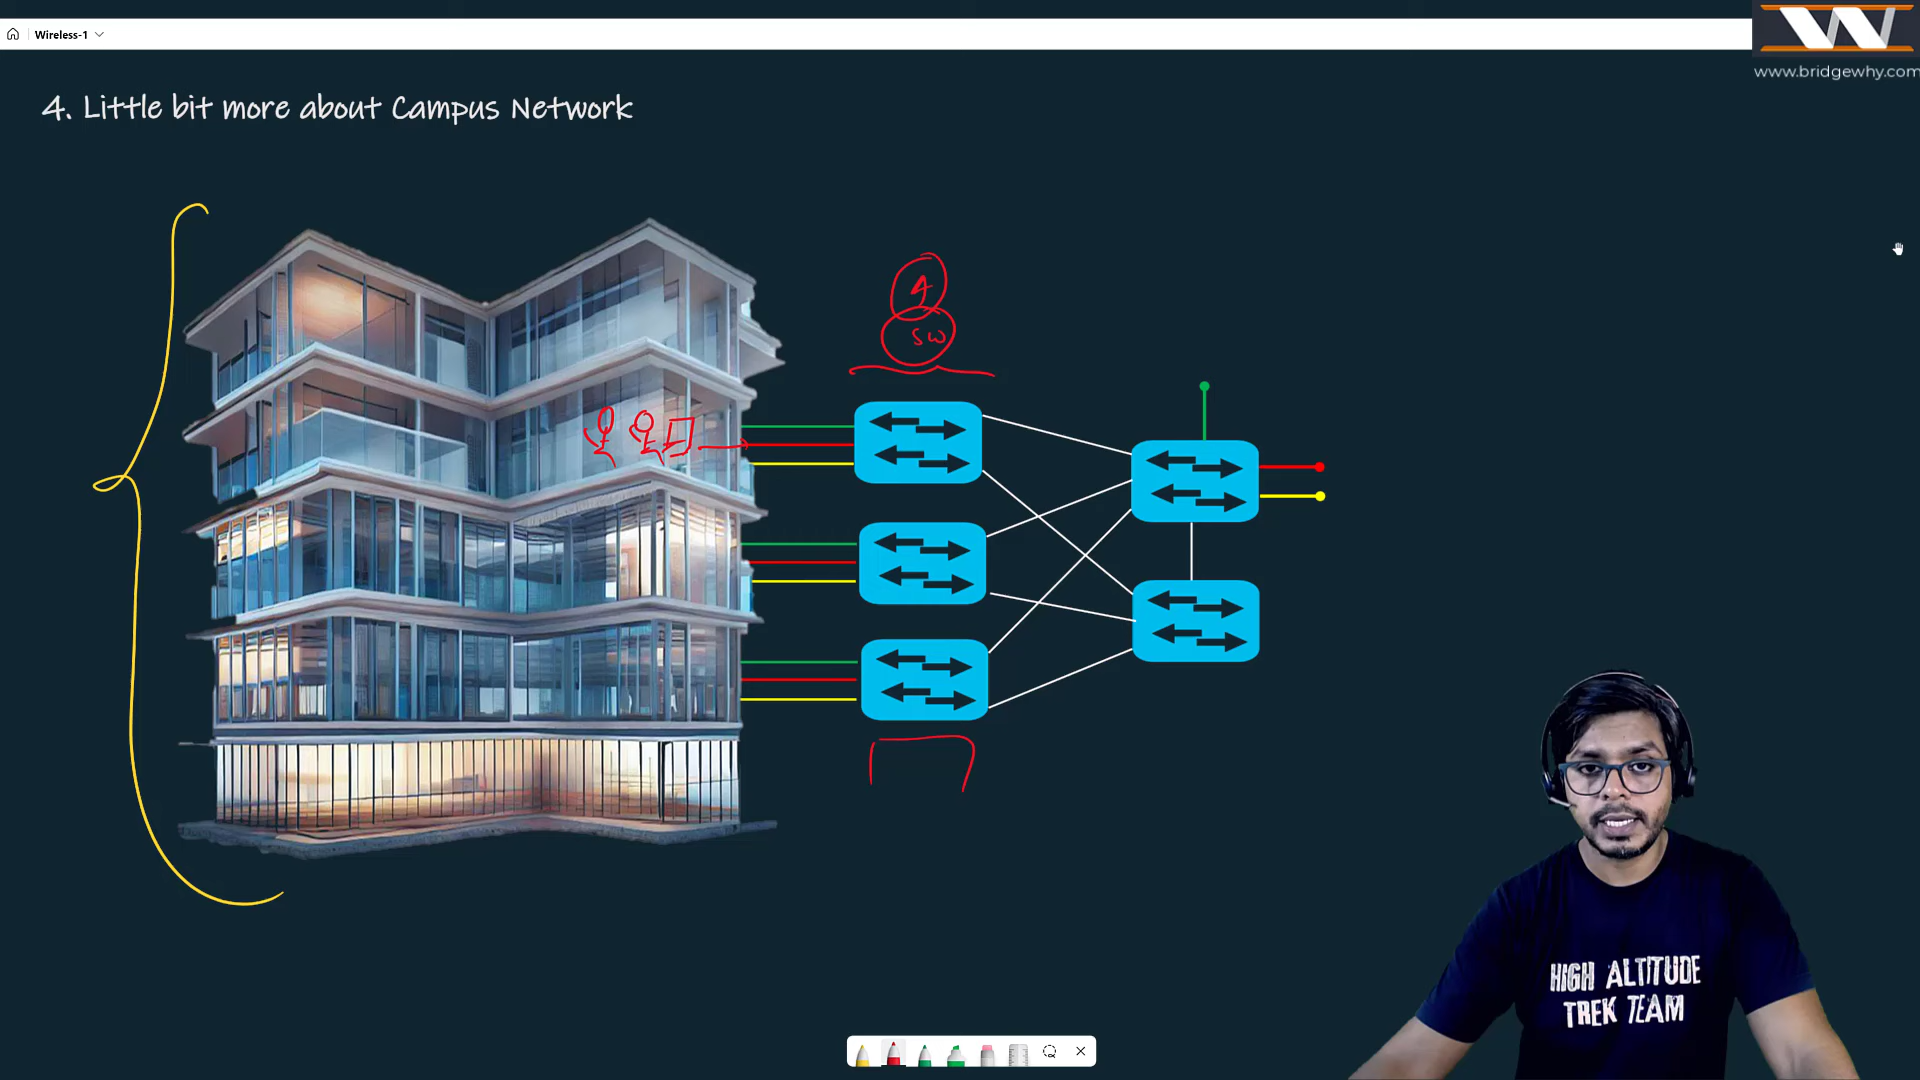 Wireless-1
www.bridgewhy.com
4. Little bit more about Campus Network
4
SW
HIGH ALTITUDE
TREK TEAM